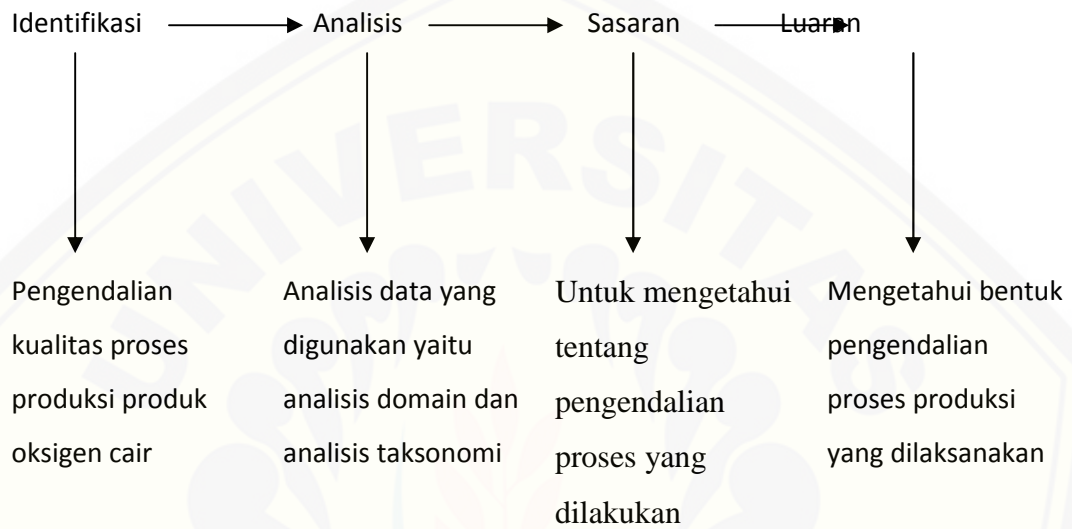 Identifikasi Analisis Sasaran Luaran
Pengendalian
kualitas proses
produksi produk
oksigen cair
Analisis data yang
digunakan yaitu
analisis domain dan
analisis taksonomi
Untuk mengetahui
tentang
pengendalian
proses yang
dilakukan
Mengetahui bentuk
pengendalian
proses produksi
yang dilaksanakan
UNIVERSITAS